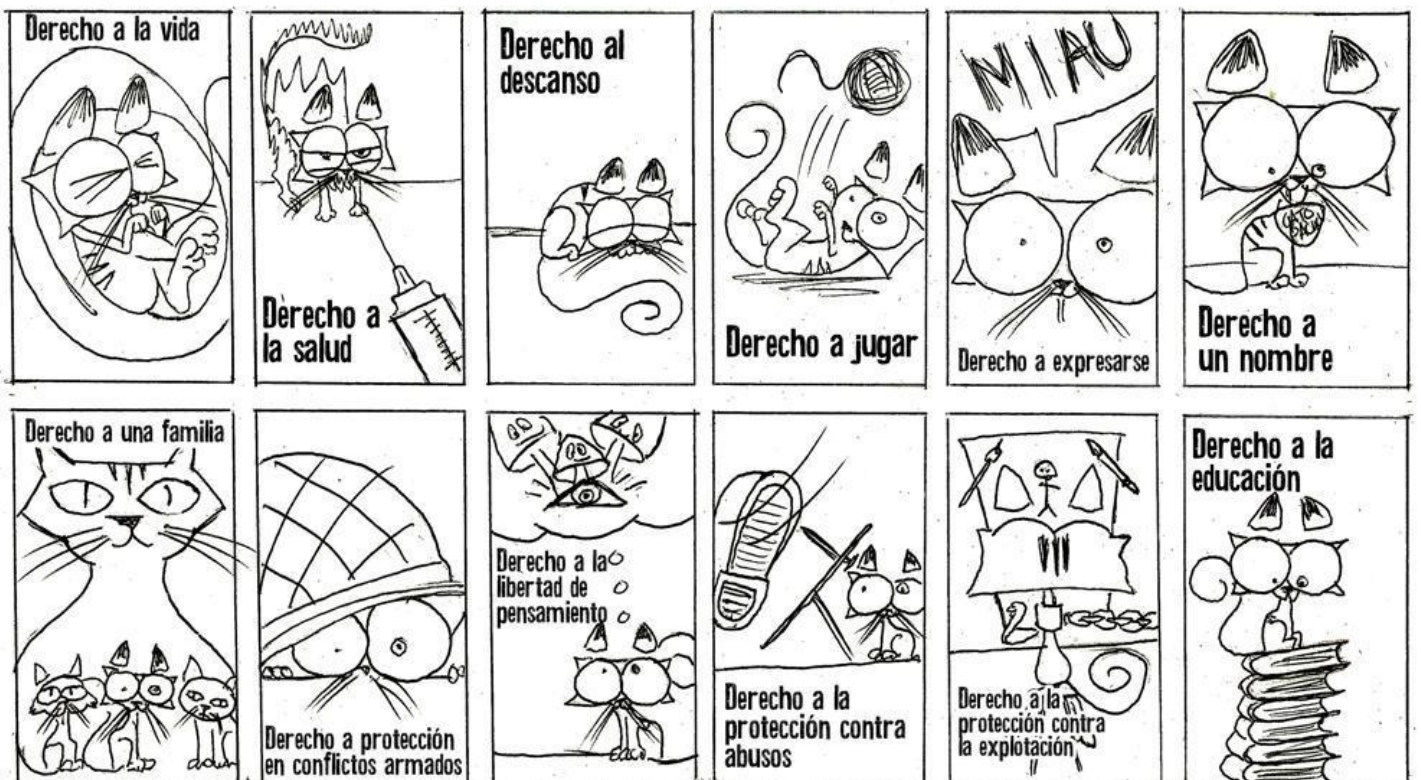 Derecho a la vida
Derecho a
la salud
Derecho al
descanso
Derecho a jugar
MIAU
Derecho a expresarse
GATO
Derecho a
un nombre
Derecho a una familia
Derecho a protección
en conflictos armados
Derecho a la
libertad de
pensamiento
Derecho a la
protección contra
abusos
Derecho a la
protección contra
la explotación
Derecho a la
educación